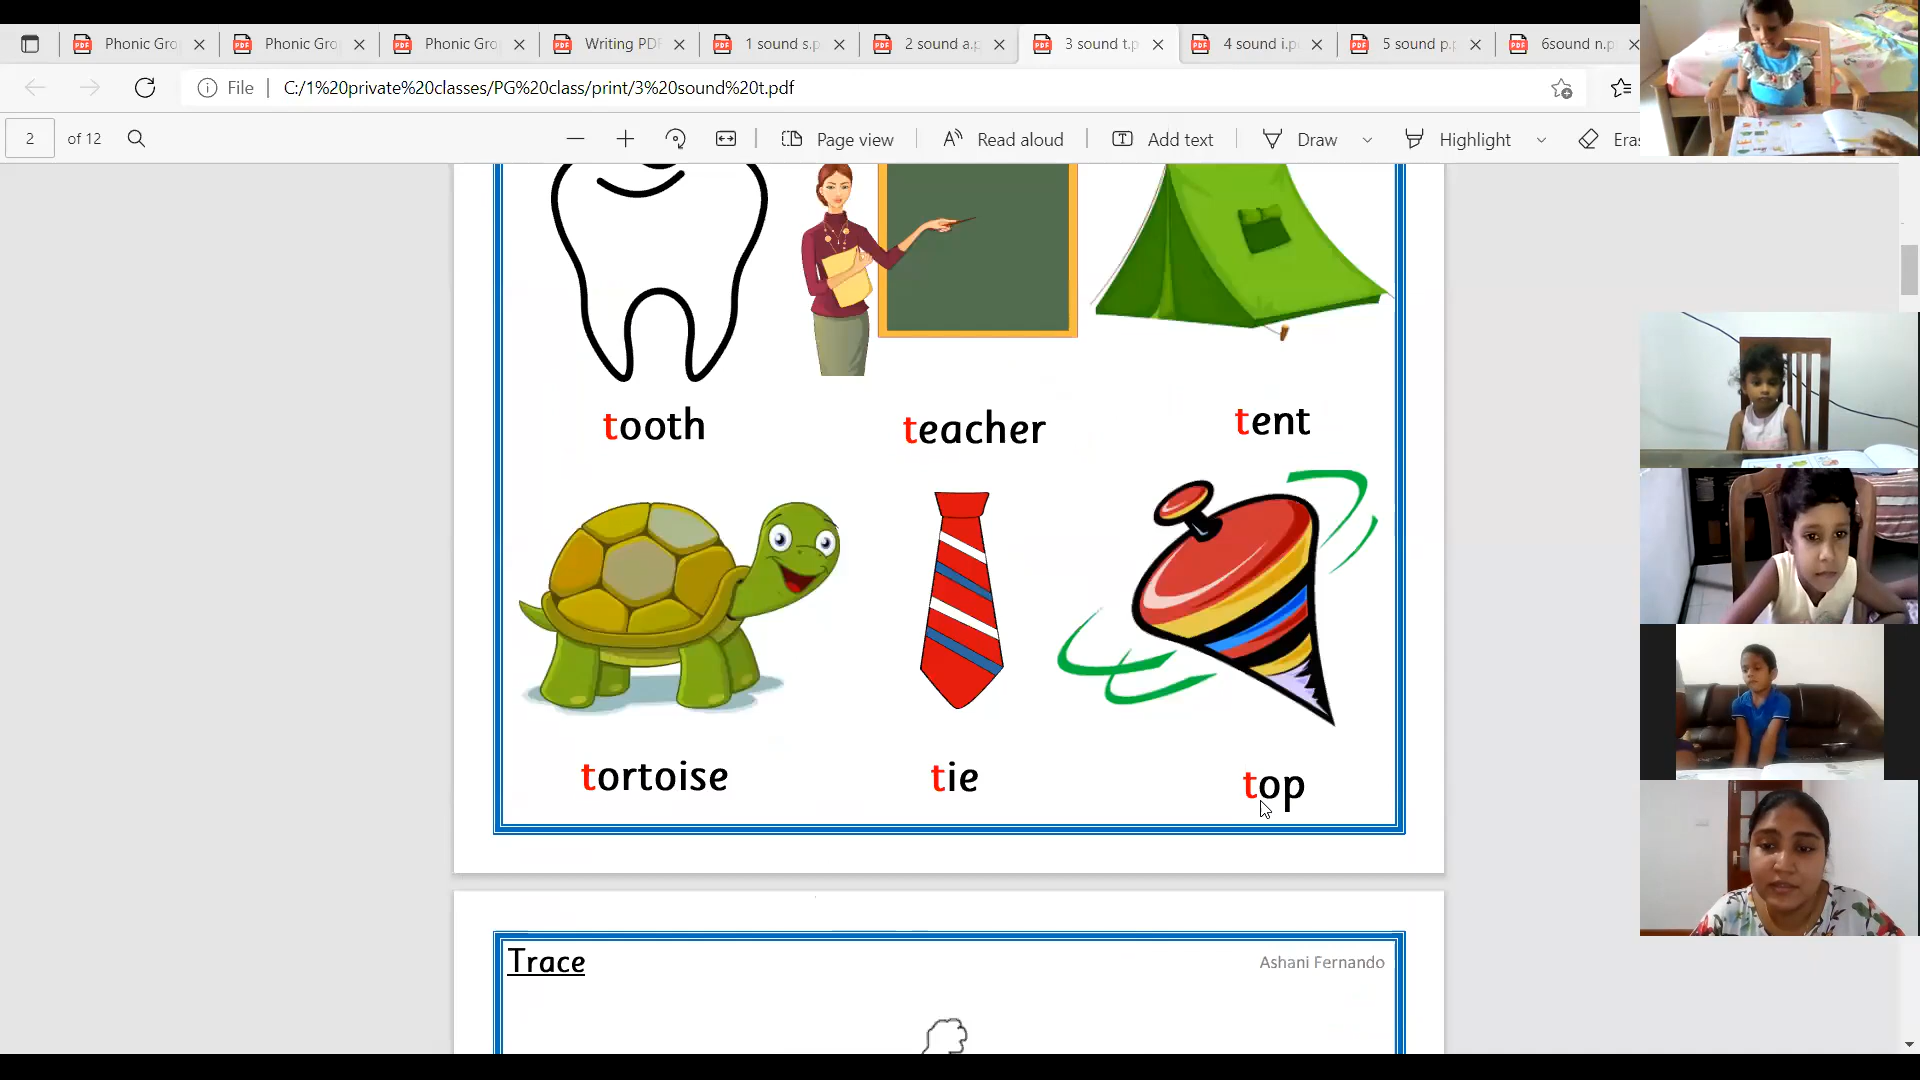 Phonic Gro
Phonic Gro
Phonic Gro
Writing PDF
1 sound s.p
2 sound a.p
3 sound t.p
4 sound i.p
5 sound p.p
6sound n.p
File
C:/1%20private%20classes/PG%20class/print/3%20sound%20t.pdf
2 of 12
Page view
Read aloud
Add text
Draw
Highlight
Eras
tooth
teacher
tent
tortoise
tie
top
Trace
Ashani Fernando